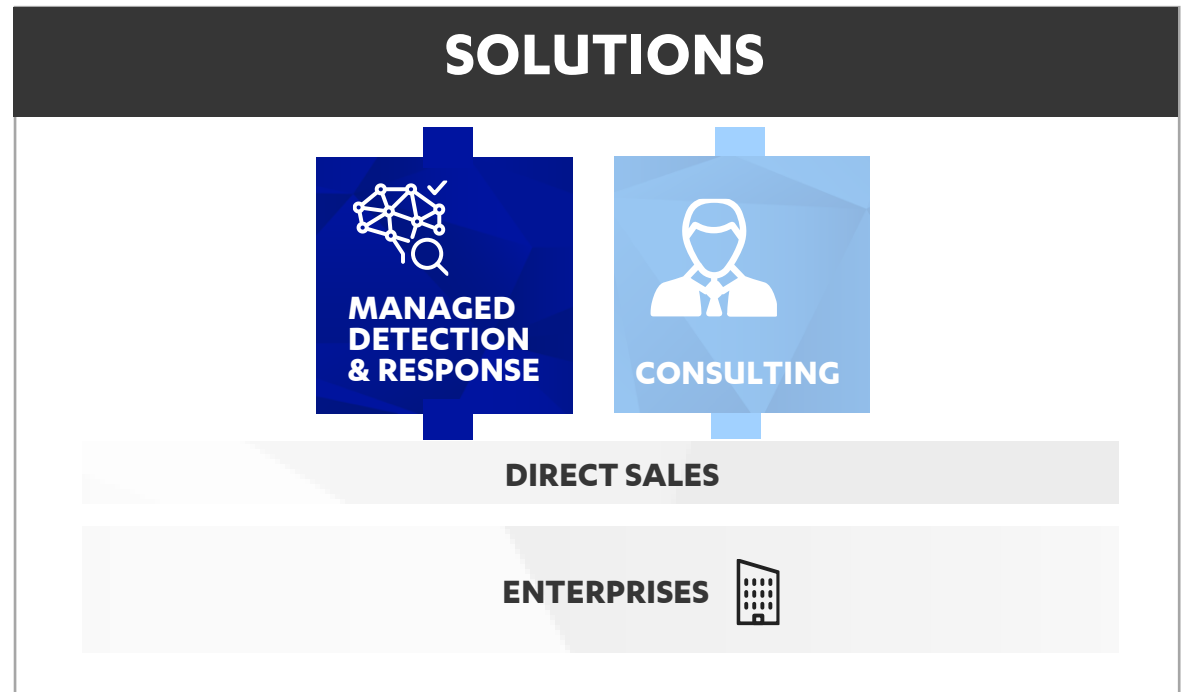 SOLUTIONS
MANAGED
DETECTION
& RESPONSE
CONSULTING
DIRECT SALES
ENTERPRISES